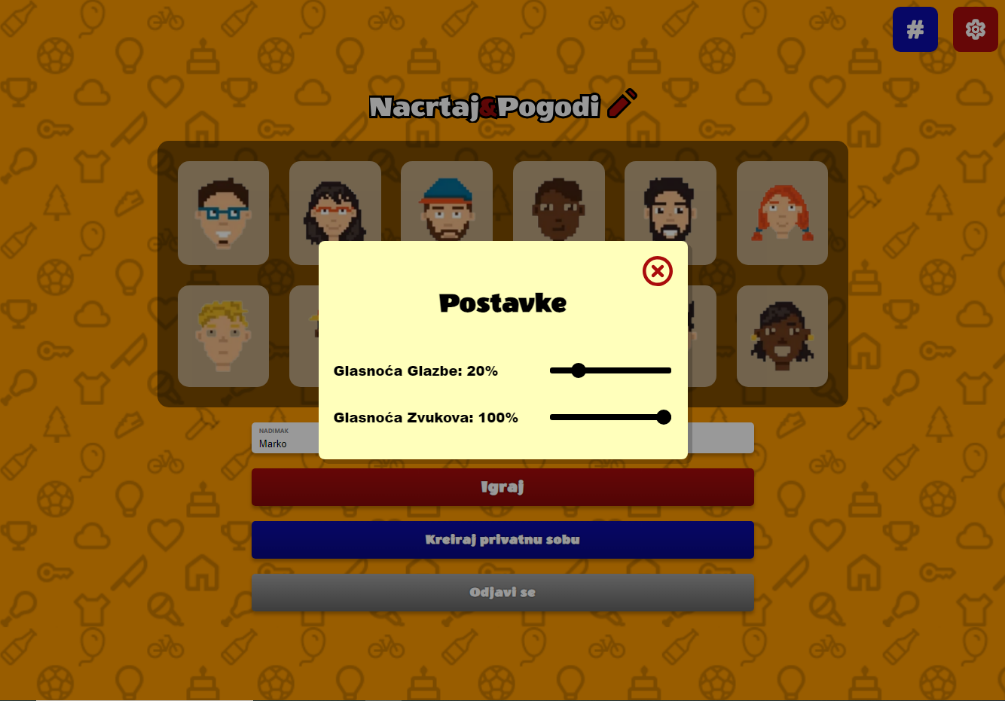 #
Nacrtaj&Pogodi
Postavke
Glasnoća Glazbe: 20%
Glasnoća Zvukova: 100%
NADIMAK
Marko
Igraj
Kreiraj privatnu sobu
Odjavi se